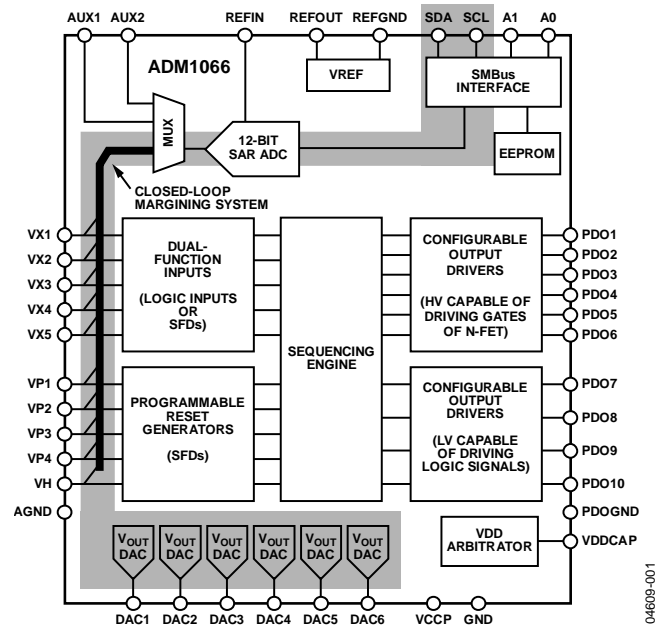 AUX1 AUX2 REFIN REFOUT REFGND SDA SCL A1 A0
ADM1066
VREF
SMBus
INTERFACE
MUX
12-BIT
SAR ADC
EEPROM
CLOSED-LOOP
MARGINING SYSTEM
VX1
VX2
VX3
VX4
VX5
DUAL-
FUNCTION
INPUTS
(LOGIC INPUTS
OR
SFDs)
SEQUENCING
ENGINE
CONFIGURABLE
OUTPUT
DRIVERS
(HV CAPABLE OF
DRIVING GATES
OF N-FET)
PDO1
PDO2
PDO3
PDO4
PDO5
PDO6
VP1
VP2
VP3
VP4
VH
AGND
PROGRAMMABLE
RESET
GENERATORS
(SFDs)
CONFIGURABLE
OUTPUT
DRIVERS
(LV CAPABLE
OF DRIVING
LOGIC SIGNALS)
PDO7
PDO8
PDO9
PDO10
PDOGND
VDDCAP
VOUT
DAC
VOUT
DAC
VOUT
DAC
VOUT
DAC
VOUT
DAC
VOUT
DAC
VDD
ARBITRATOR
DAC1 DAC2 DAC3 DAC4 DAC5 DAC6 VCCP GND
04609-001